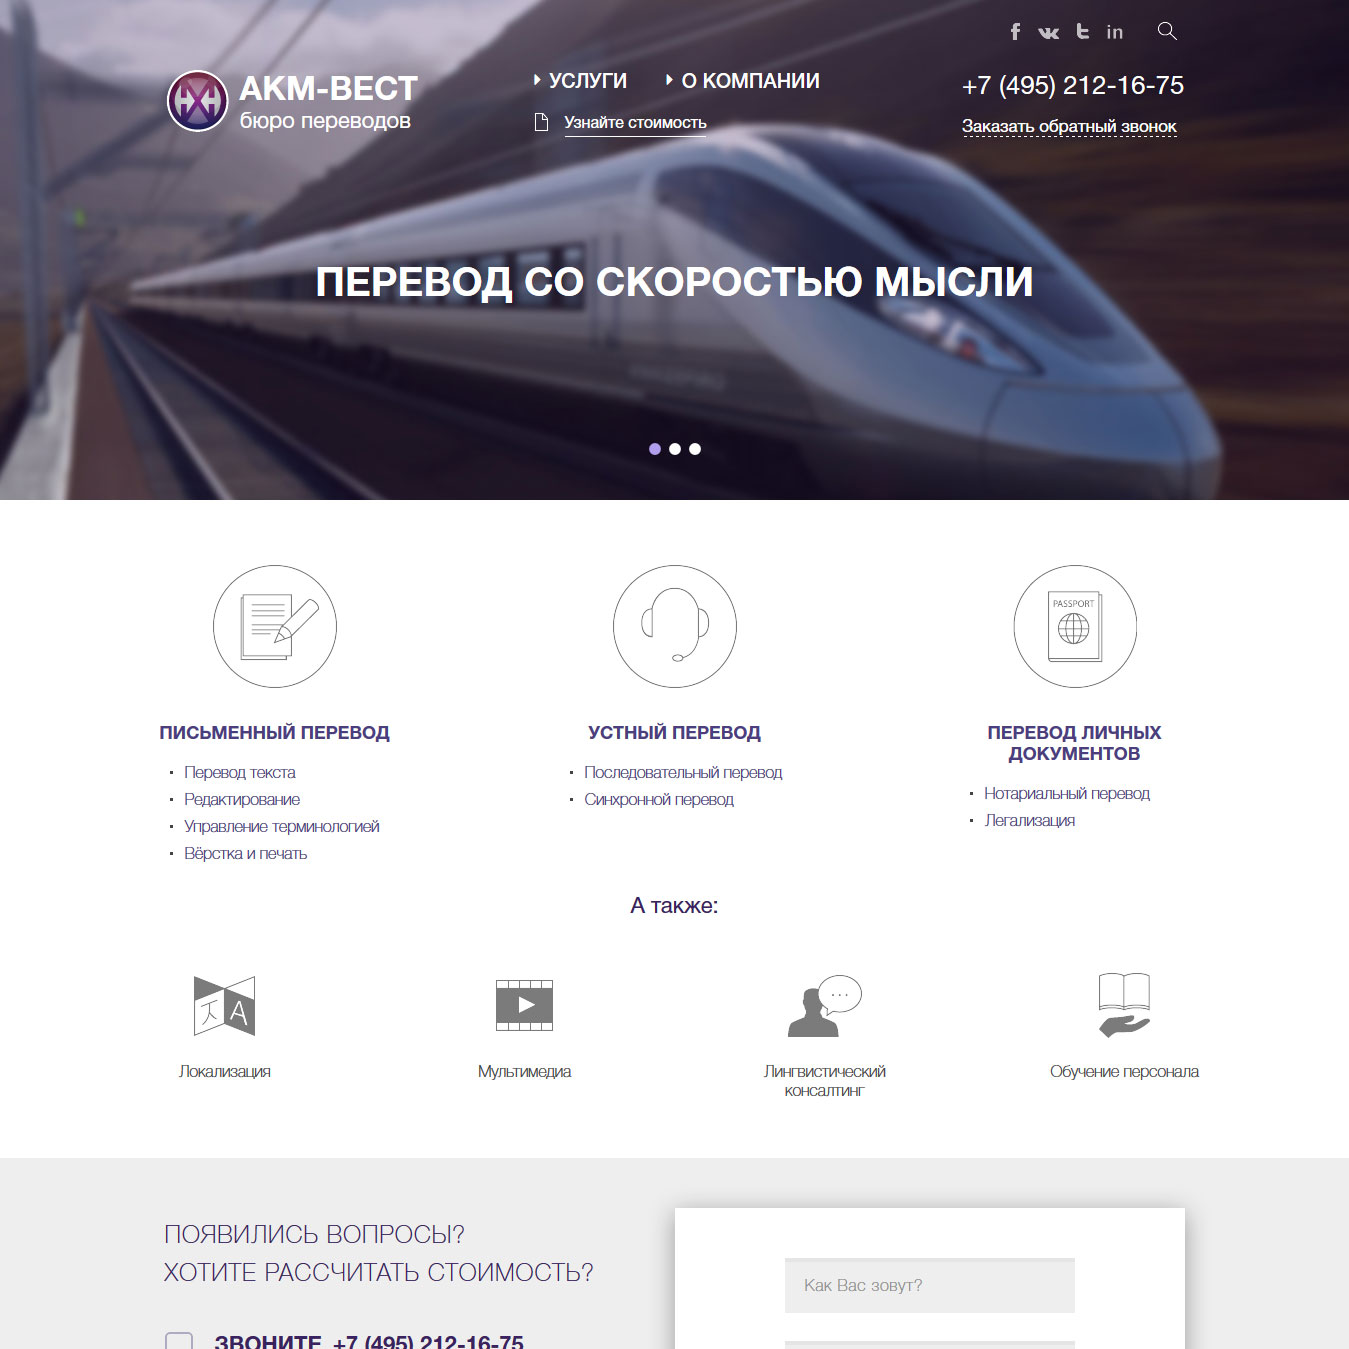 АКМ-ВЕСТ
бюро переводов
УСЛУГИ
О КОМПАНИИ
Узнайте стоимость
+7 (495) 212-16-75
Заказать обратный звонок
ПЕРЕВОД СО СКОРОСТЬЮ МЫСЛИ
PASSPORT
ПИСЬМЕННЫЙ ПЕРЕВОД
Перевод текста
Редактирование
Управление терминологией
Вёрстка и печать
УСТНЫЙ ПЕРЕВОД
Последовательный перевод
Синхронной перевод
ПЕРЕВОД ЛИЧНЫХ
ДОКУМЕНТОВ
Нотариальный перевод
Легализация
А также:
Локализация
Мультимедиа
Лингвистический
консалтинг
Обучение персонала
ПОЯВИЛИСЬ ВОПРОСЫ?
ХОТИТЕ РАССЧИТАТЬ СТОИМОСТЬ?
ЗВОНИТЕ +7 (495) 212-16-75
Как Вас зовут?